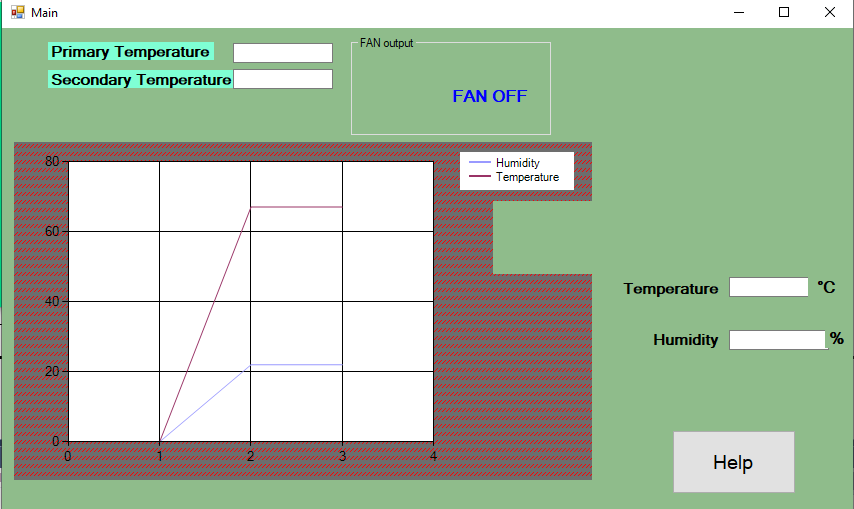 Main
Primary Temperature
Secondary Temperature
FAN output
FAN OFF
Humidity
Temperature
80
60
40
20
0
0 1 2 3 4
Temperature °C
Humidity %
Help